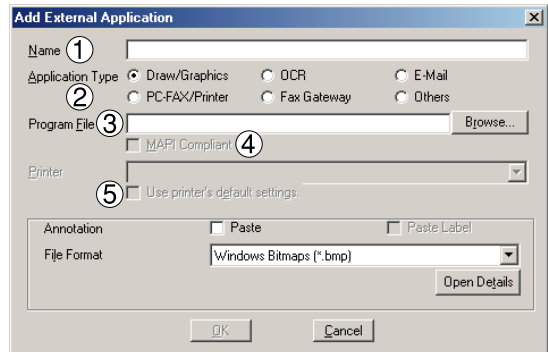 Add External Application
Name 1
Application Type Draw/Graphics OCR E-Mail
2 PC-FAX/Printer Fax Gateway Others
Program File 3 Browse...
MAPI Compliant 4
Printer
5 Use printer's default settings.
Annotation Paste Paste Label
File Format Windows Bitmaps (*.bmp)
Open Details
OK Cancel